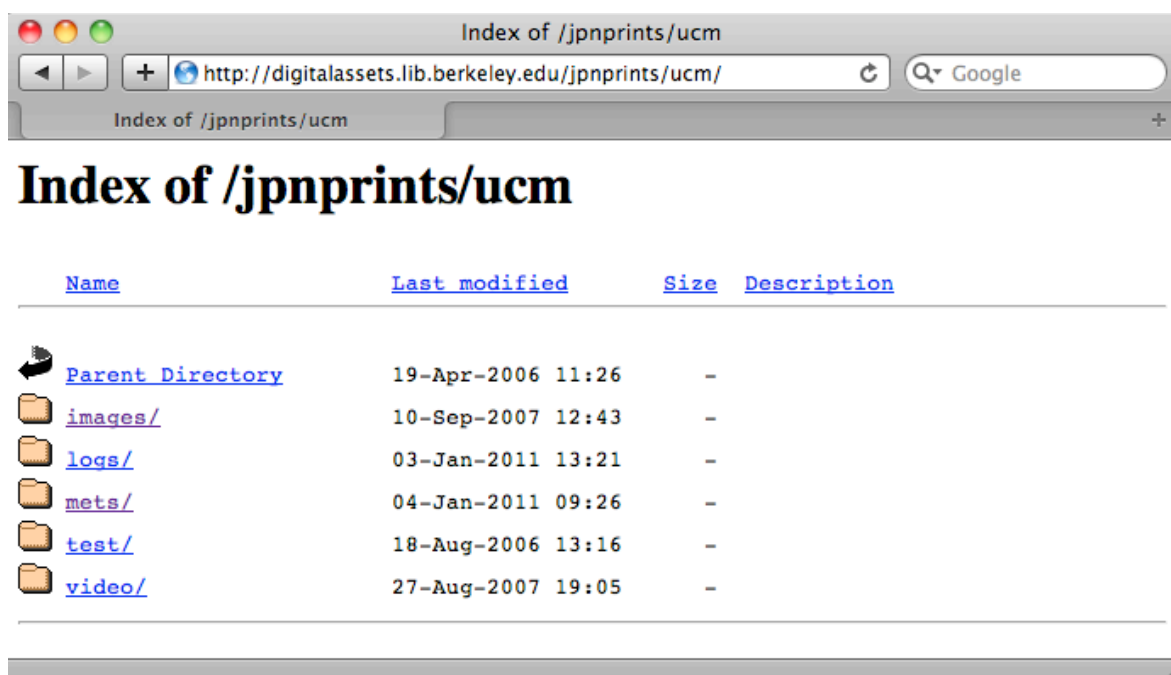 Index of /jpnprints/ucm
http://digitalassets.lib.berkeley.edu/jpnprints/ucm/ Google
Index of /jpnprints/ucm
Index of /jpnprints/ucm
Name Last modified Size Description
Parent Directory 19-Apr-2006 11:26 -
images/ 10-Sep-2007 12:43 -
logs/ 03-Jan-2011 13:21 -
mets/ 04-Jan-2011 09:26 -
test/ 18-Aug-2006 13:16 -
video/ 27-Aug-2007 19:05 -